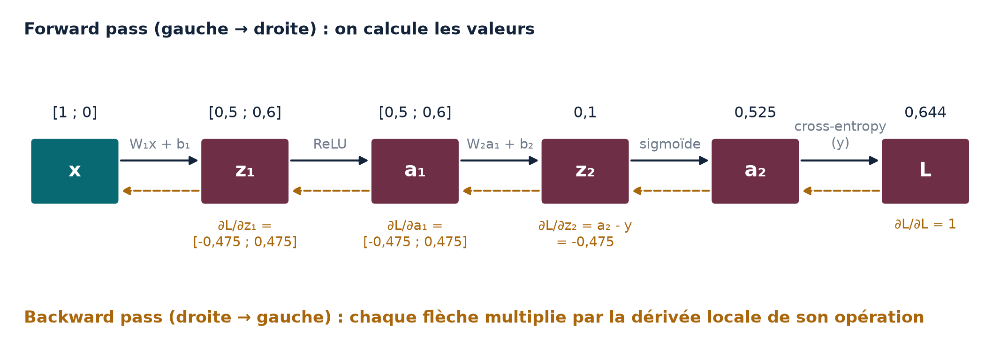 Forward pass (gauche → droite) : on calcule les valeurs
[1 ; 0]
[0,5 ; 0,6]
[0,5 ; 0,6]
0,1
0,525
0,644
W₁x + b₁
ReLU
W₂a₁ + b₂
sigmoïde
cross-entropy
(y)
x
z₁
a₁
z₂
a₂
L
∂L/∂z₁ =
[-0,475 ; 0,475]
∂L/∂a₁ =
[-0,475 ; 0,475]
∂L/∂z₂ = a₂ - y
= -0,475
∂L/∂L = 1
Backward pass (droite → gauche) : chaque flèche multiplie par la dérivée locale de son opération